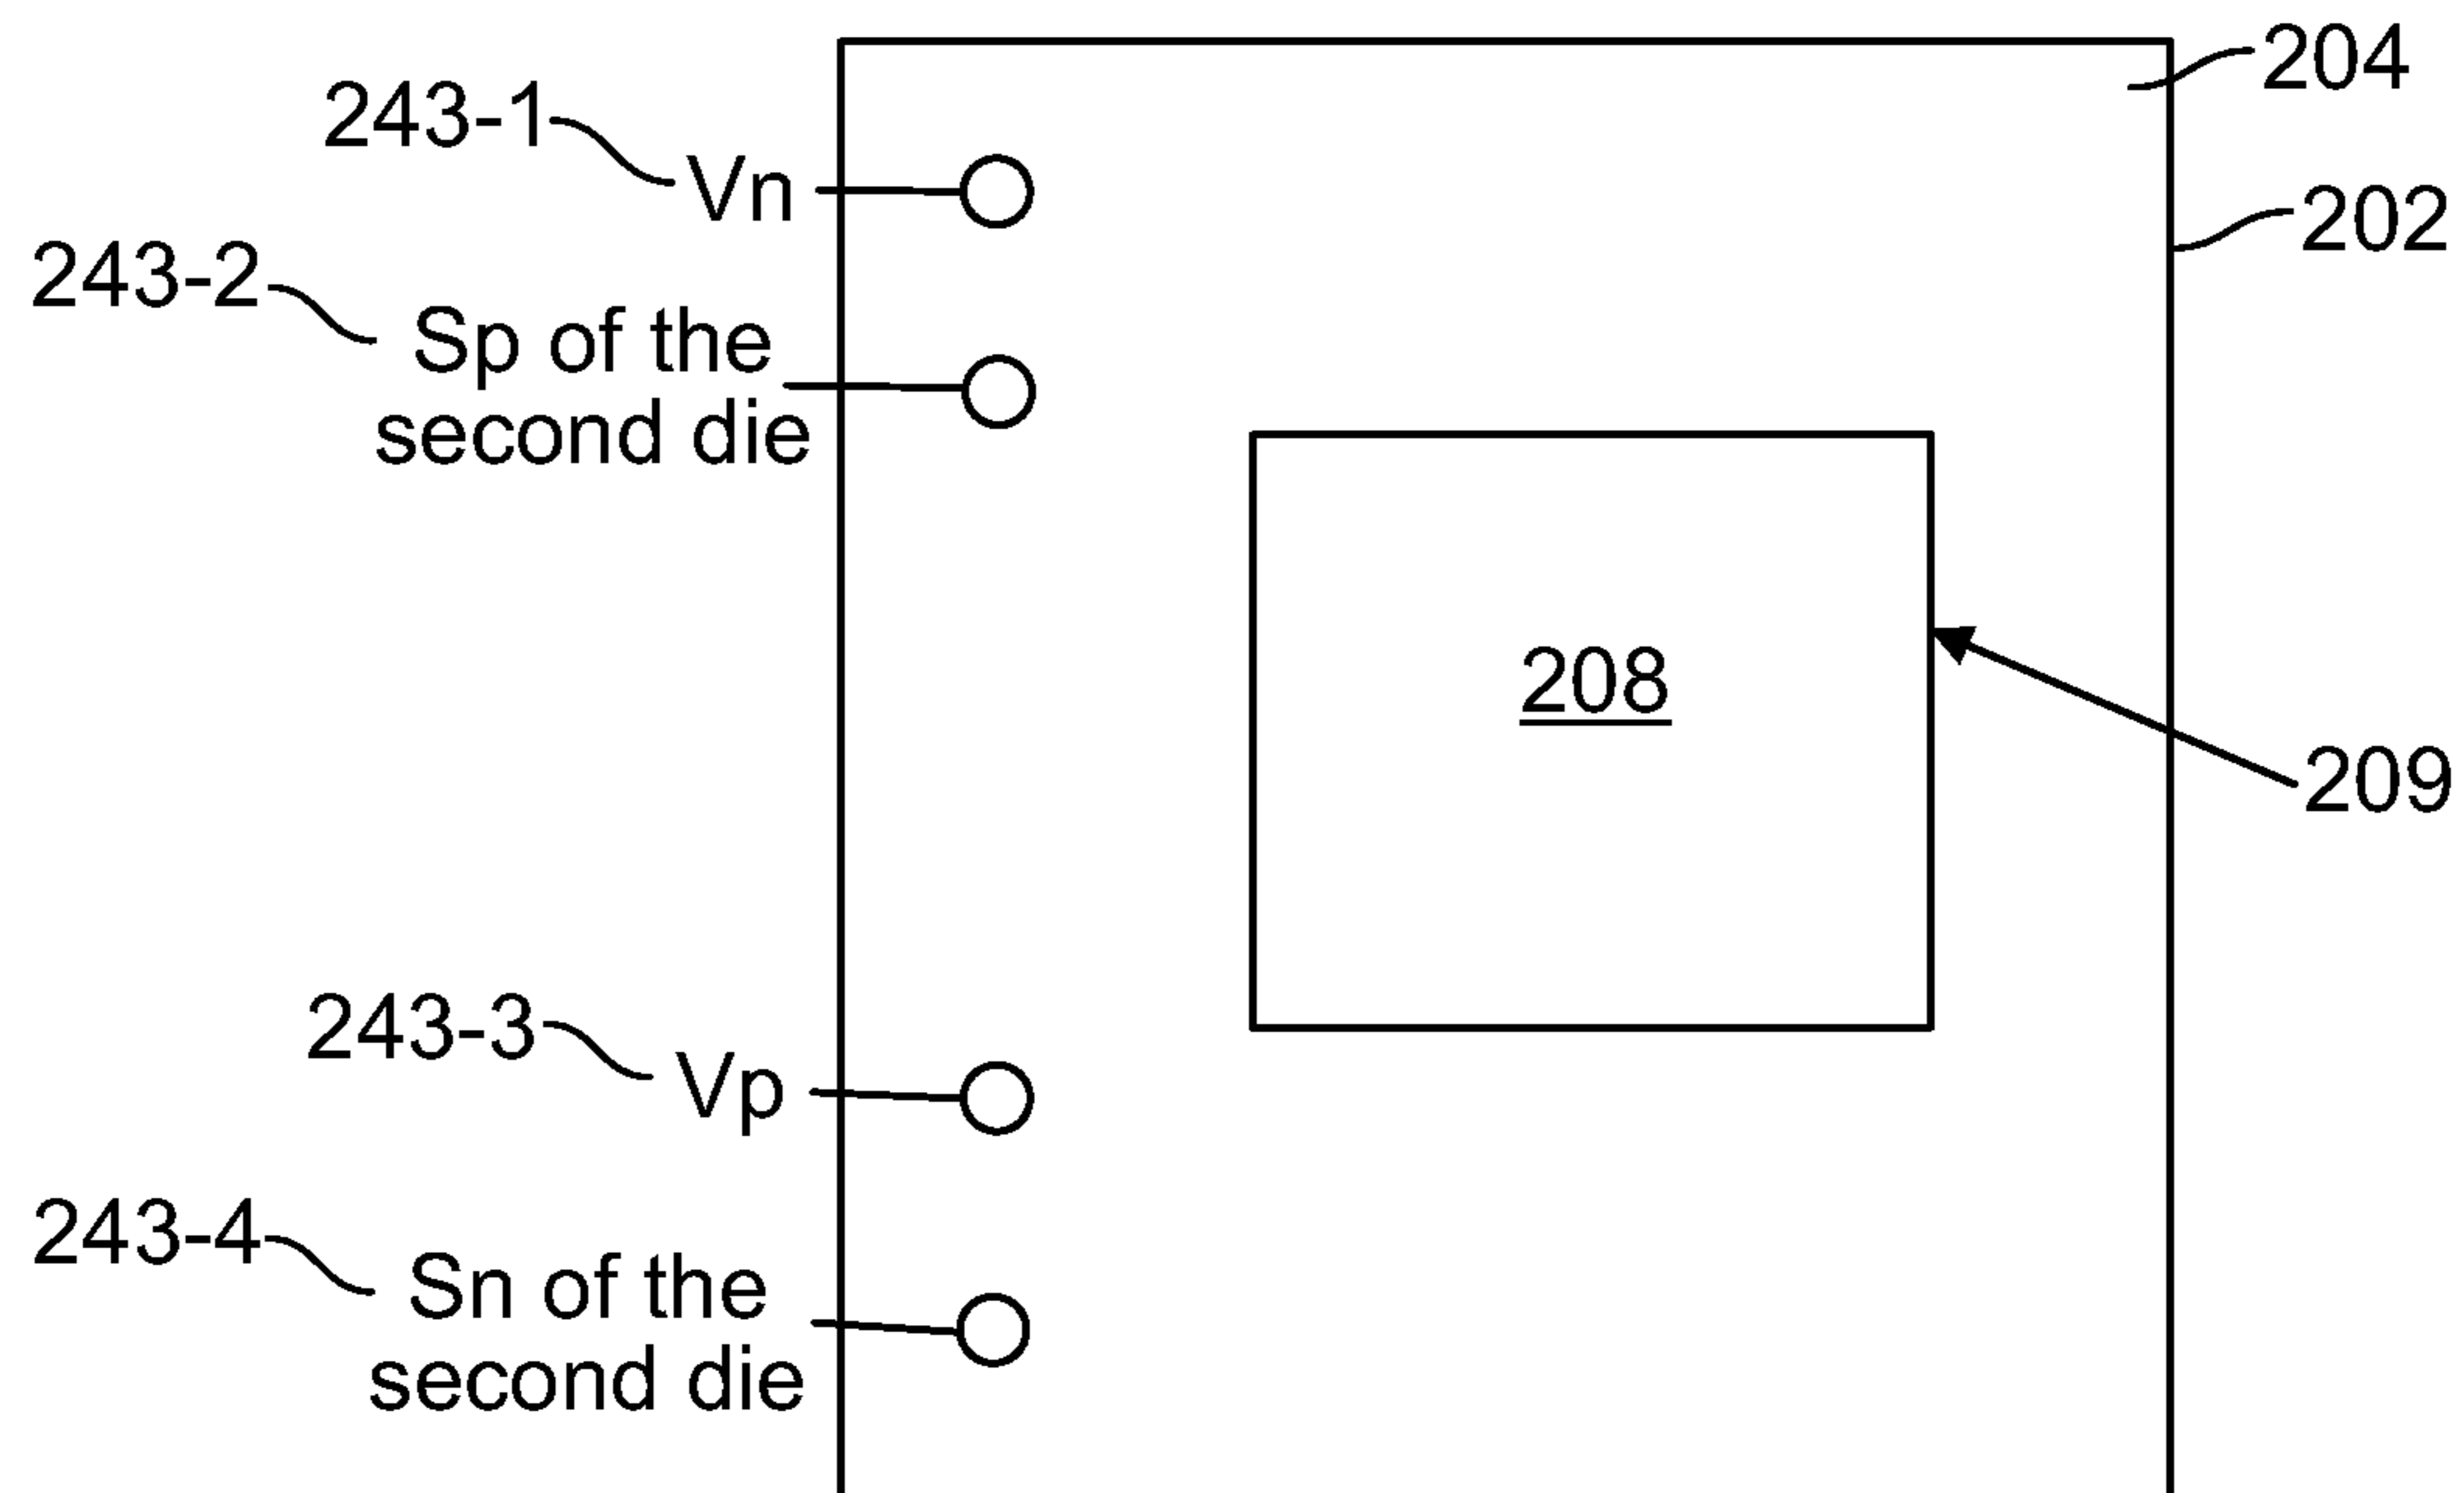 204
243-1
Vn
202
243-2
Sp of the
second die
208
209
243-3
Vp
243-4
Sn of the
second die